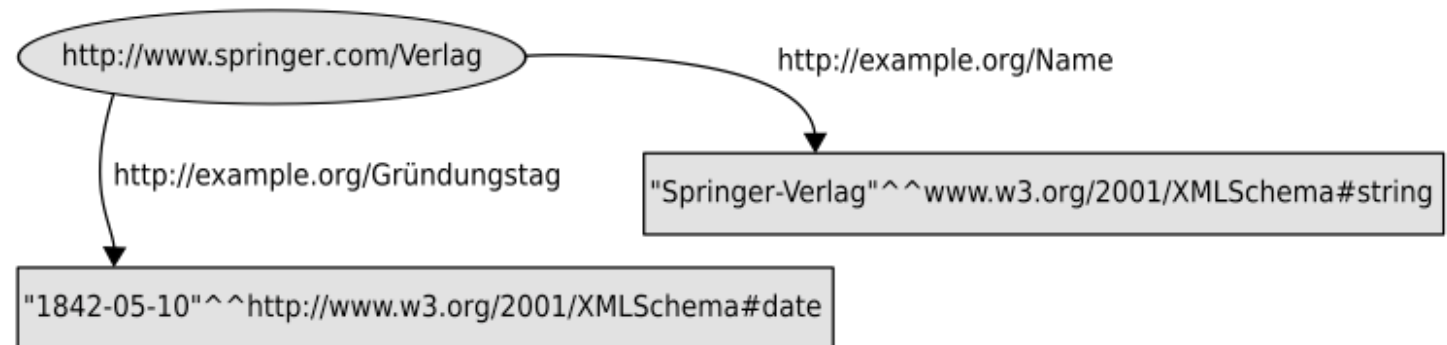 http://www.springer.com/Verlag
http://example.org/Name
http://example.org/Gründungstag
"Springer-Verlag"^^www.w3.org/2001/XMLSchema#string
"1842-05-10"^^http://www.w3.org/2001/XMLSchema#date